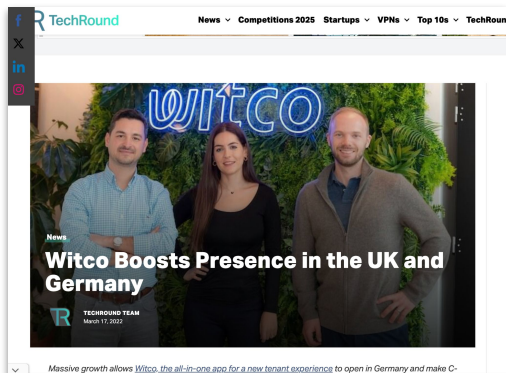 TechRound
News
Competitions 2025
Startups
VPNs
Top 10s
TechRoun
witco
News
Witco Boosts Presence in the UK and
Germany
TR
TECHROUND TEAM
March 17, 2022
Massive growth allows Witco, the all-in-one app for a new tenant experience to open in Germany and make C-